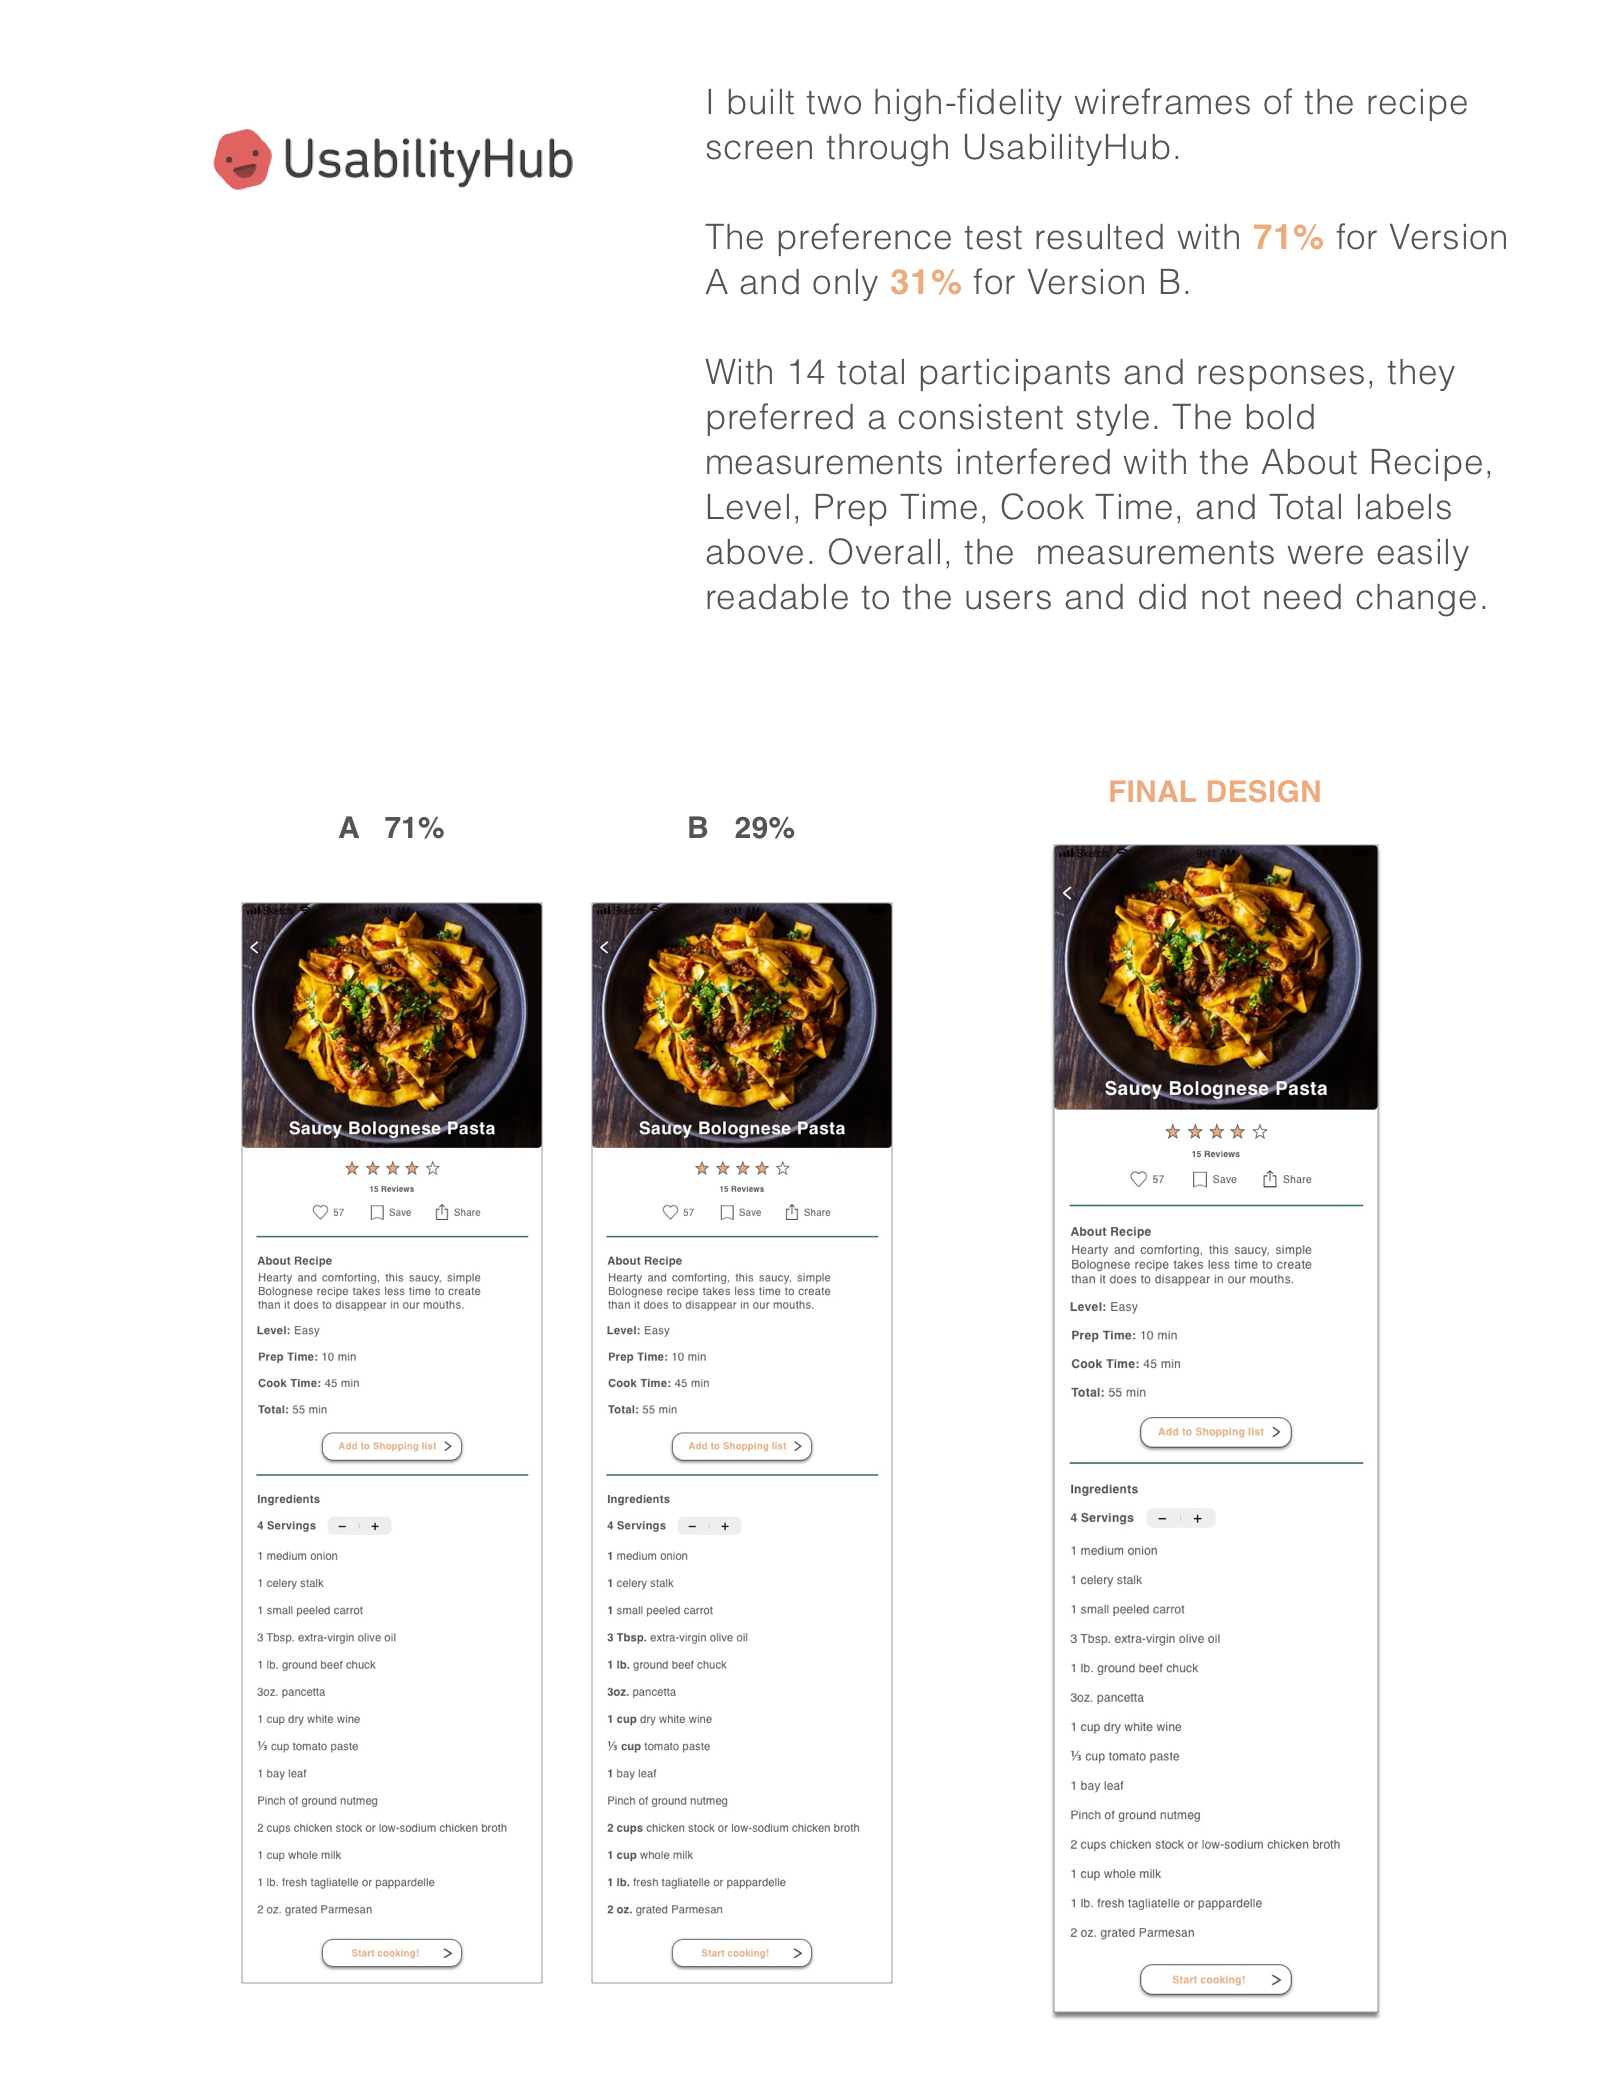 UsabilityHub
I built two high-fidelity wireframes of the recipe
screen through UsabilityHub.
The preference test resulted with 71% for Version
A and only 31% for Version B.
With 14 total participants and responses, they
preferred a consistent style. The bold
measurements interfered with the About Recipe,
Level, Prep Time, Cook Time, and Total labels
above. Overall, the  measurements were easily
readable to the users and did not need change.
A 71%
Sketch 9:41 AM
Saucy Bolognese Pasta
15 Reviews
57 Save Share
About Recipe
Hearty and comforting, this saucy, simple
Bolognese recipe takes less time to create
than it does to disappear in our mouths.
Level: Easy
Prep Time: 10 min
Cook Time: 45 min
Total: 55 min
Add to Shopping list >
Ingredients
4 Servings − +
1 medium onion
1 celery stalk
1 small peeled carrot
3 Tbsp. extra-virgin olive oil
1 lb. ground beef chuck
3oz. pancetta
1 cup dry white wine
⅓ cup tomato paste
1 bay leaf
Pinch of ground nutmeg
2 cups chicken stock or low-sodium chicken broth
1 cup whole milk
1 lb. fresh tagliatelle or pappardelle
2 oz. grated Parmesan
Start cooking! >
B 29%
Sketch 9:41 AM
Saucy Bolognese Pasta
15 Reviews
57 Save Share
About Recipe
Hearty and comforting, this saucy, simple
Bolognese recipe takes less time to create
than it does to disappear in our mouths.
Level: Easy
Prep Time: 10 min
Cook Time: 45 min
Total: 55 min
Add to Shopping list >
Ingredients
4 Servings − +
1 medium onion
1 celery stalk
1 small peeled carrot
3 Tbsp. extra-virgin olive oil
1 lb. ground beef chuck
3oz. pancetta
1 cup dry white wine
⅓ cup tomato paste
1 bay leaf
Pinch of ground nutmeg
2 cups chicken stock or low-sodium chicken broth
1 cup whole milk
1 lb. fresh tagliatelle or pappardelle
2 oz. grated Parmesan
Start cooking! >
FINAL DESIGN
Sketch 9:41 AM
Saucy Bolognese Pasta
15 Reviews
57 Save Share
About Recipe
Hearty and comforting, this saucy, simple
Bolognese recipe takes less time to create
than it does to disappear in our mouths.
Level: Easy
Prep Time: 10 min
Cook Time: 45 min
Total: 55 min
Add to Shopping list >
Ingredients
4 Servings − +
1 medium onion
1 celery stalk
1 small peeled carrot
3 Tbsp. extra-virgin olive oil
1 lb. ground beef chuck
3oz. pancetta
1 cup dry white wine
⅓ cup tomato paste
1 bay leaf
Pinch of ground nutmeg
2 cups chicken stock or low-sodium chicken broth
1 cup whole milk
1 lb. fresh tagliatelle or pappardelle
2 oz. grated Parmesan
Start cooking! >